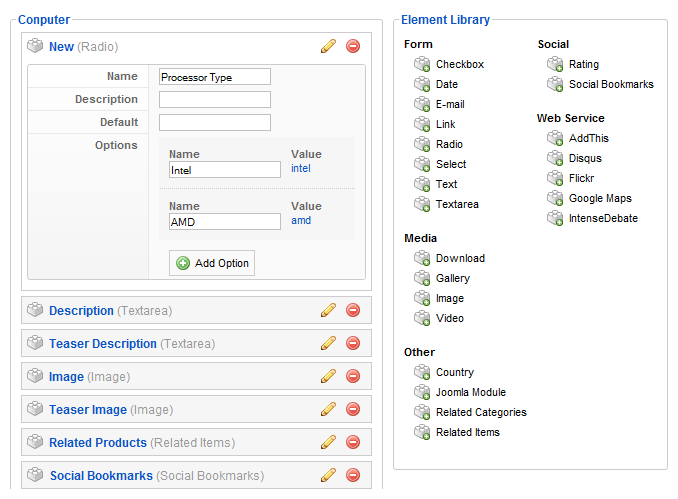 Conputer
New (Radio)
Name Processor Type
Description
Default
Options
Name Value
Intel intel
Name Value
AMD amd
Add Option
Description (Textarea)
Teaser Description (Textarea)
Image (Image)
Teaser Image (Image)
Related Products (Related Items)
Social Bookmarks (Social Bookmarks)
Element Library
Form
Checkbox
Date
E-mail
Link
Radio
Select
Text
Textarea
Media
Download
Gallery
Image
Video
Other
Country
Joomla Module
Related Categories
Related Items
Social
Rating
Social Bookmarks
Web Service
AddThis
Disqus
Flickr
Google Maps
IntenseDebate